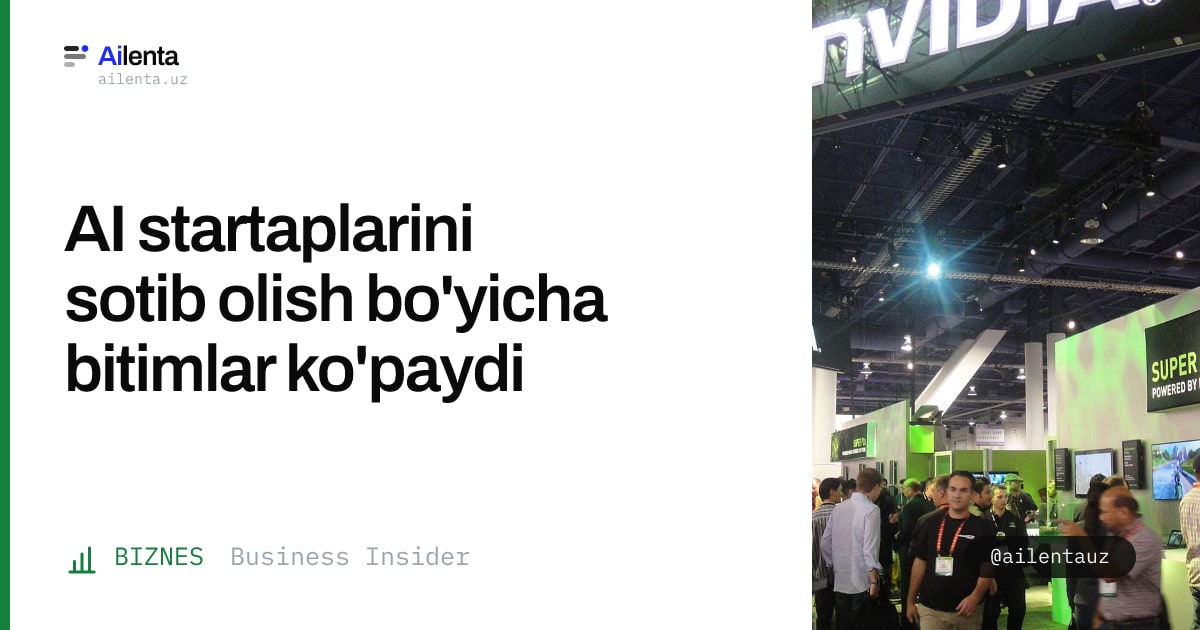 Ailenta
ailenta.uz
AI startaplarini
sotib olish bo'yicha
bitimlar ko'paydi
BIZNES Business Insider
nVIDIA
SUPER
POWERED BY
@ailentauz